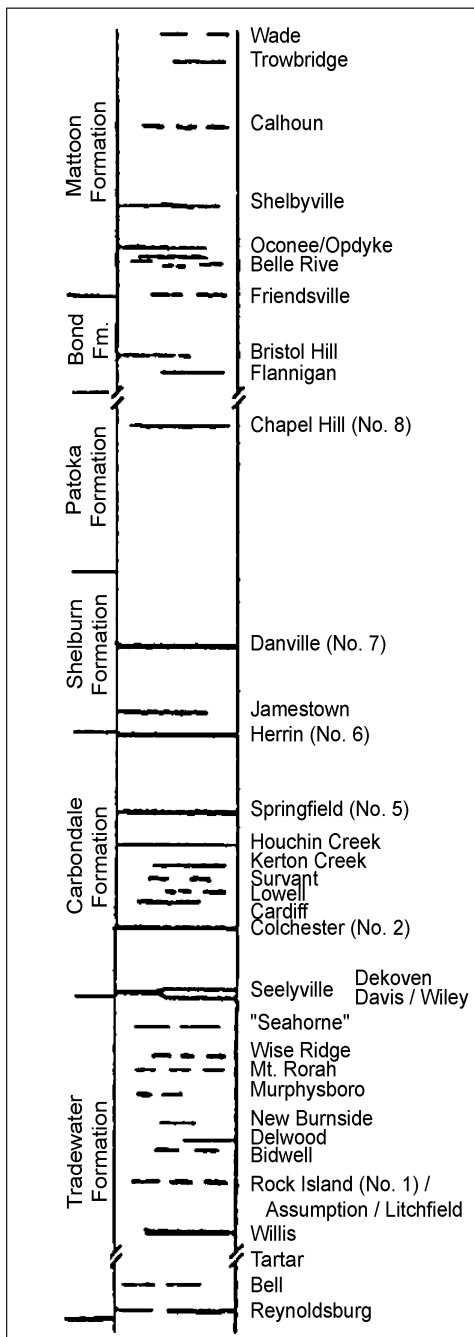 Wade
Trowbridge
Calhoun
Mattoon
Formation
Shelbyville
Oconee/Opdyke
Belle Rive
Friendsville
Bond
Fm.
Bristol Hill
Flannigan
Chapel Hill (No. 8)
Patoka
Formation
Shelburn
Formation
Danville (No. 7)
Jamestown
Herrin (No. 6)
Carbondale
Formation
Springfield (No. 5)
Houchin Creek
Kerton Creek
Survant
Lowell
Cardiff
Colchester (No. 2)
Seelyville Dekoven
Davis / Wiley
Tradewater
Formation
"Seahorne"
Wise Ridge
Mt. Rorah
Murphysboro
New Burnside
Delwood
Bidwell
Rock Island (No. 1) /
Assumption / Litchfield
Willis
Tartar
Bell
Reynoldsburg